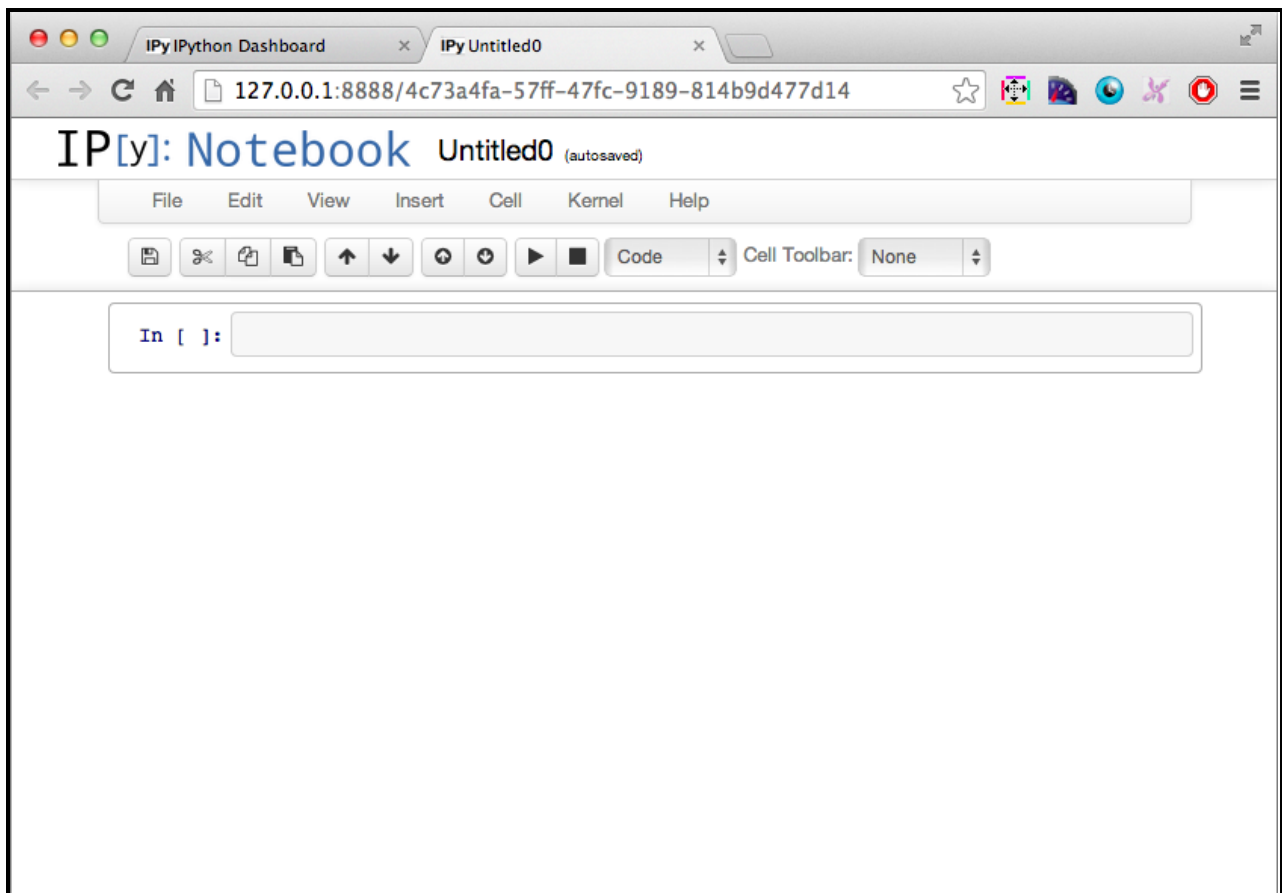 IPy IPython Dashboard IPy Untitled0
127.0.0.1:8888/4c73a4fa-57ff-47fc-9189-814b9d477d14
IP[y]: Notebook Untitled0 (autosaved)
File Edit View Insert Cell Kernel Help
Code Cell Toolbar: None
In [ ]: